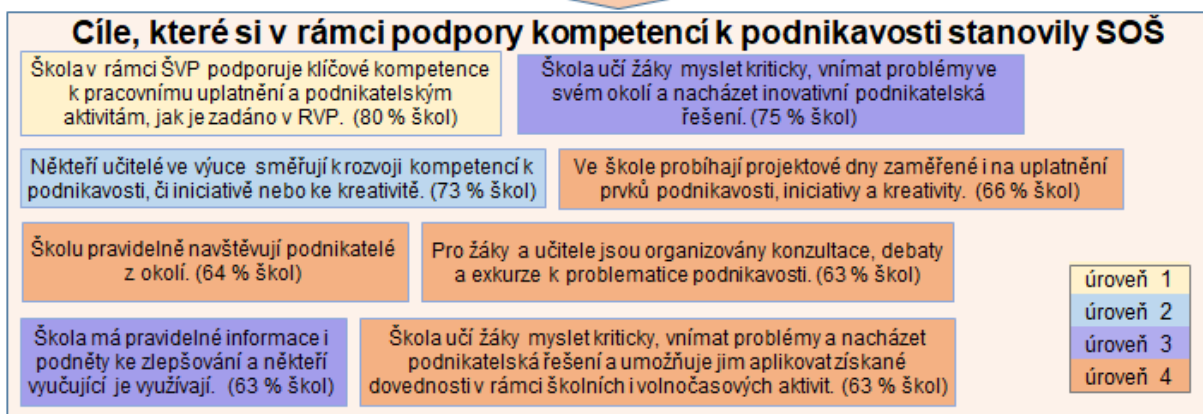 Cíle, které si v rámci podpory kompetencí k podnikavosti stanovily SOŠ
Škola v rámci ŠVP podporuje klíčové kompetence
k pracovnímu uplatnění a podnikatelským
aktivitám, jak je zadáno v RVP. (80 % škol)
Škola učí žáky myslet kriticky, vnímat problémy ve
svém okolí a nacházet inovativní podnikatelská
řešení. (75 % škol)
Někteří učitelé ve výuce směřují k rozvoji kompetencí k
podnikavosti, či iniciativě nebo ke kreativitě. (73 % škol)
Ve škole probíhají projektové dny zaměřené i na uplatnění
prvků podnikavosti, iniciativy a kreativity. (66 % škol)
Školu pravidelně navštěvují podnikatelé
z okolí. (64 % škol)
Pro žáky a učitele jsou organizovány konzultace, debaty
a exkurze k problematice podnikavosti. (63 % škol)
Škola má pravidelné informace i
podněty ke zlepšování a někteří
vyučující je využívají. (63 % škol)
Škola učí žáky myslet kriticky, vnímat problémy a nacházet
podnikatelská řešení a umožňuje jim aplikovat získané
dovednosti v rámci školních i volnočasových aktivit. (63 % škol)
úroveň 1
úroveň 2
úroveň 3
úroveň 4